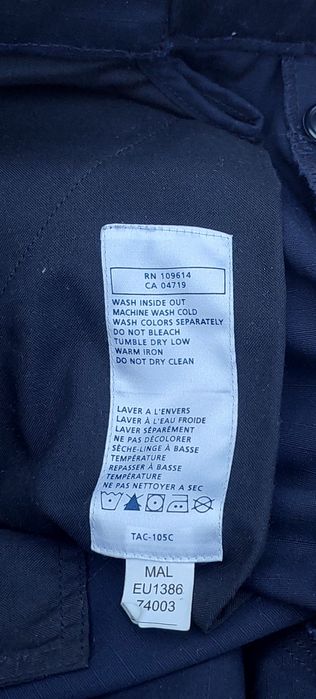 RN 109614
CA 04719
WASH INSIDE OUT
MACHINE WASH COLD
WASH COLORS SEPARATELY
DO NOT BLEACH
TUMBLE DRY LOW
WARM IRON
DO NOT DRY CLEAN
LAVER A L'ENVERS
LAVER A L'EAU FROIDE
LAVER SÉPARÉMENT
NE PAS DÉCOLORER
SÈCHE-LINGE À BASSE
TEMPÉRATURE
REPASSER À BASSE
TEMPÉRATURE
NE PAS NETTOYER A SEC
TAC-105C
MAL
EU1386
74003